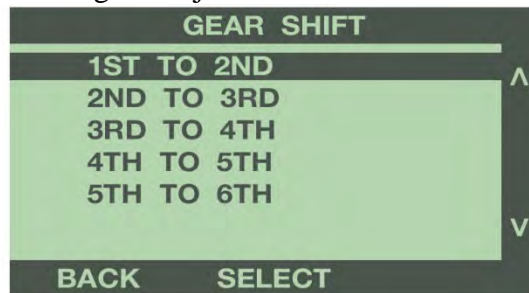 GEAR SHIFT
1ST TO 2ND
2ND TO 3RD
3RD TO 4TH
4TH TO 5TH
5TH TO 6TH
BACK SELECT